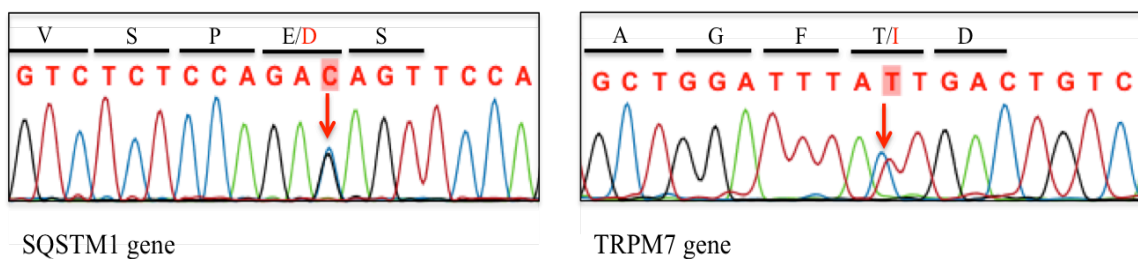 V S P E/D S
G T C T C T C C A G A C A G T T C C A
SQSTM1 gene
A G F T/I D
G C T G G A T T T A T T G A C T G T C
TRPM7 gene